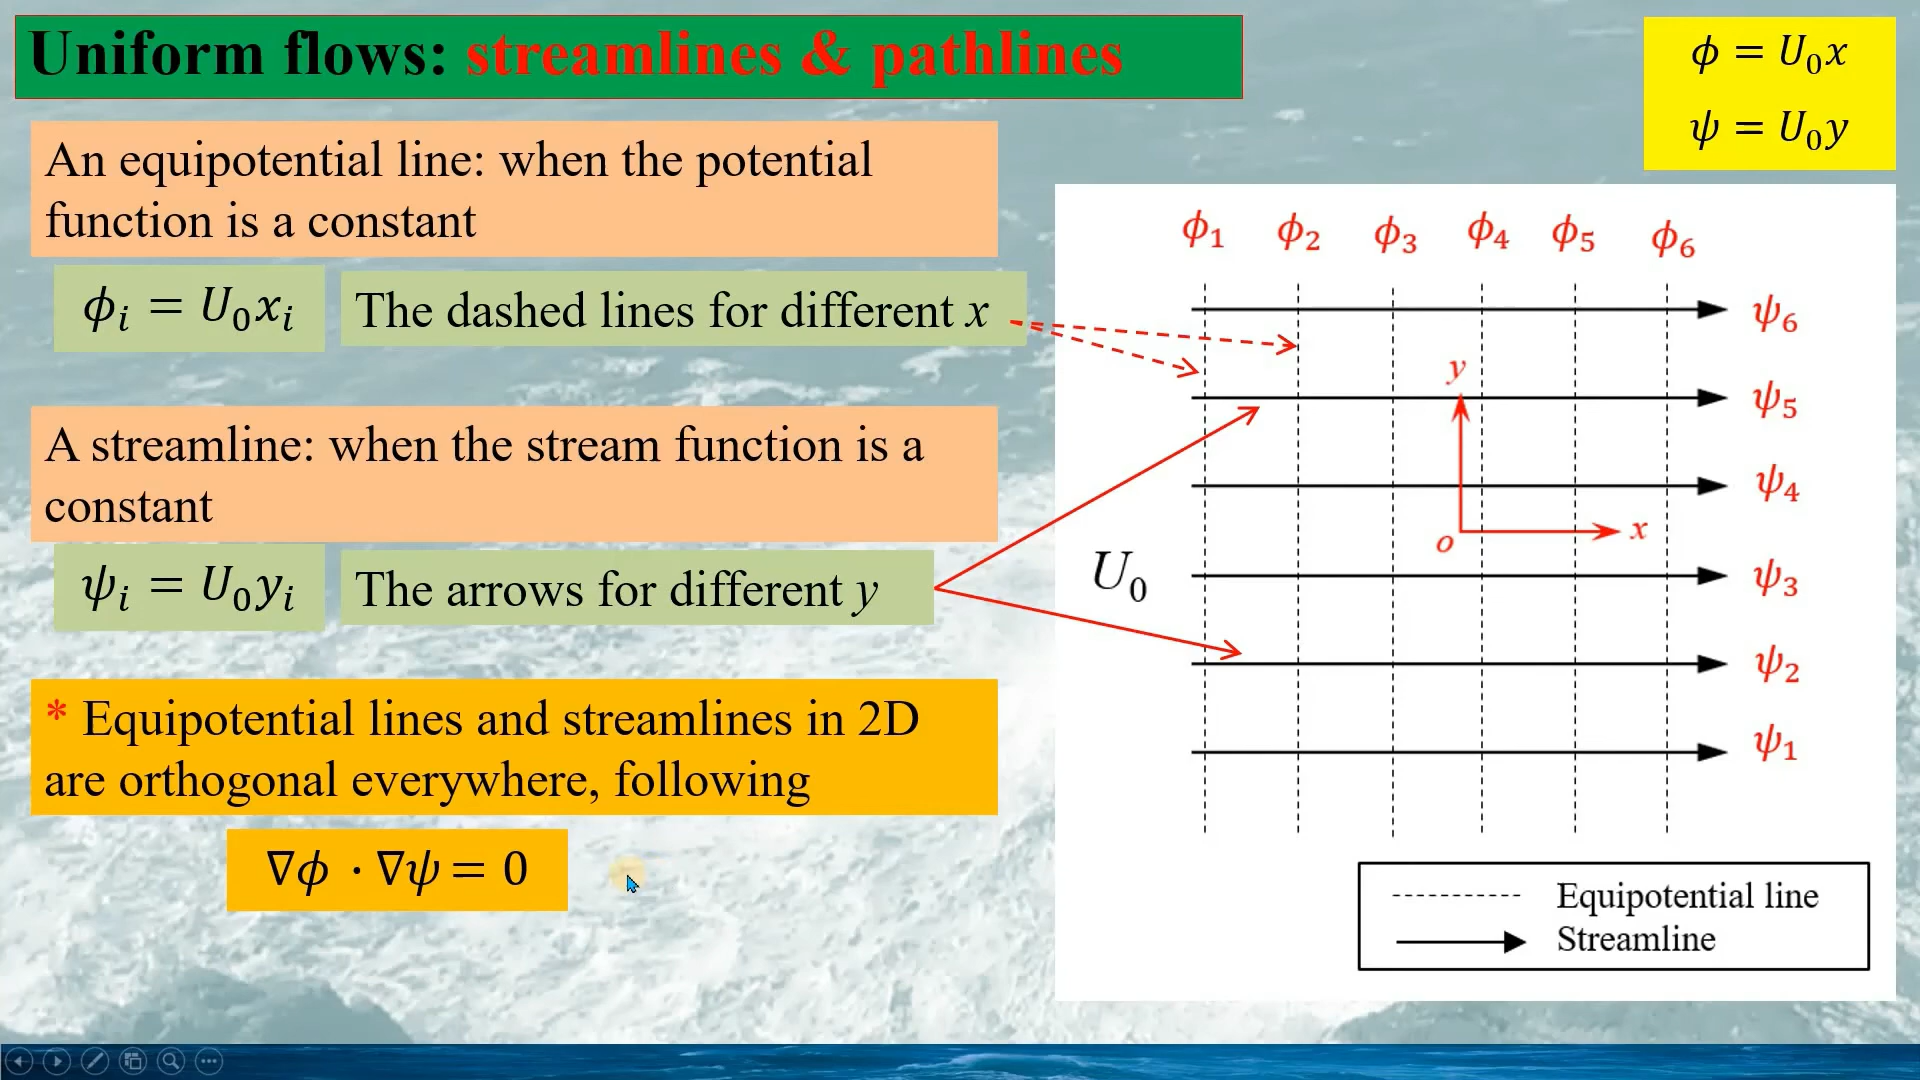 Uniform flows: streamlines & pathlines
ϕ = U₀x
ψ = U₀y
An equipotential line: when the potential
function is a constant
ϕᵢ = U₀xᵢ
The dashed lines for different x
A streamline: when the stream function is a
constant
ψᵢ = U₀yᵢ
The arrows for different y
* Equipotential lines and streamlines in 2D
are orthogonal everywhere, following
∇ϕ · ∇ψ = 0
ϕ₁ ϕ₂ ϕ₃ ϕ₄ ϕ₅ ϕ₆
ψ₆
y
ψ₅
ψ₄
o x
U₀
ψ₃
ψ₂
ψ₁
Equipotential line
Streamline